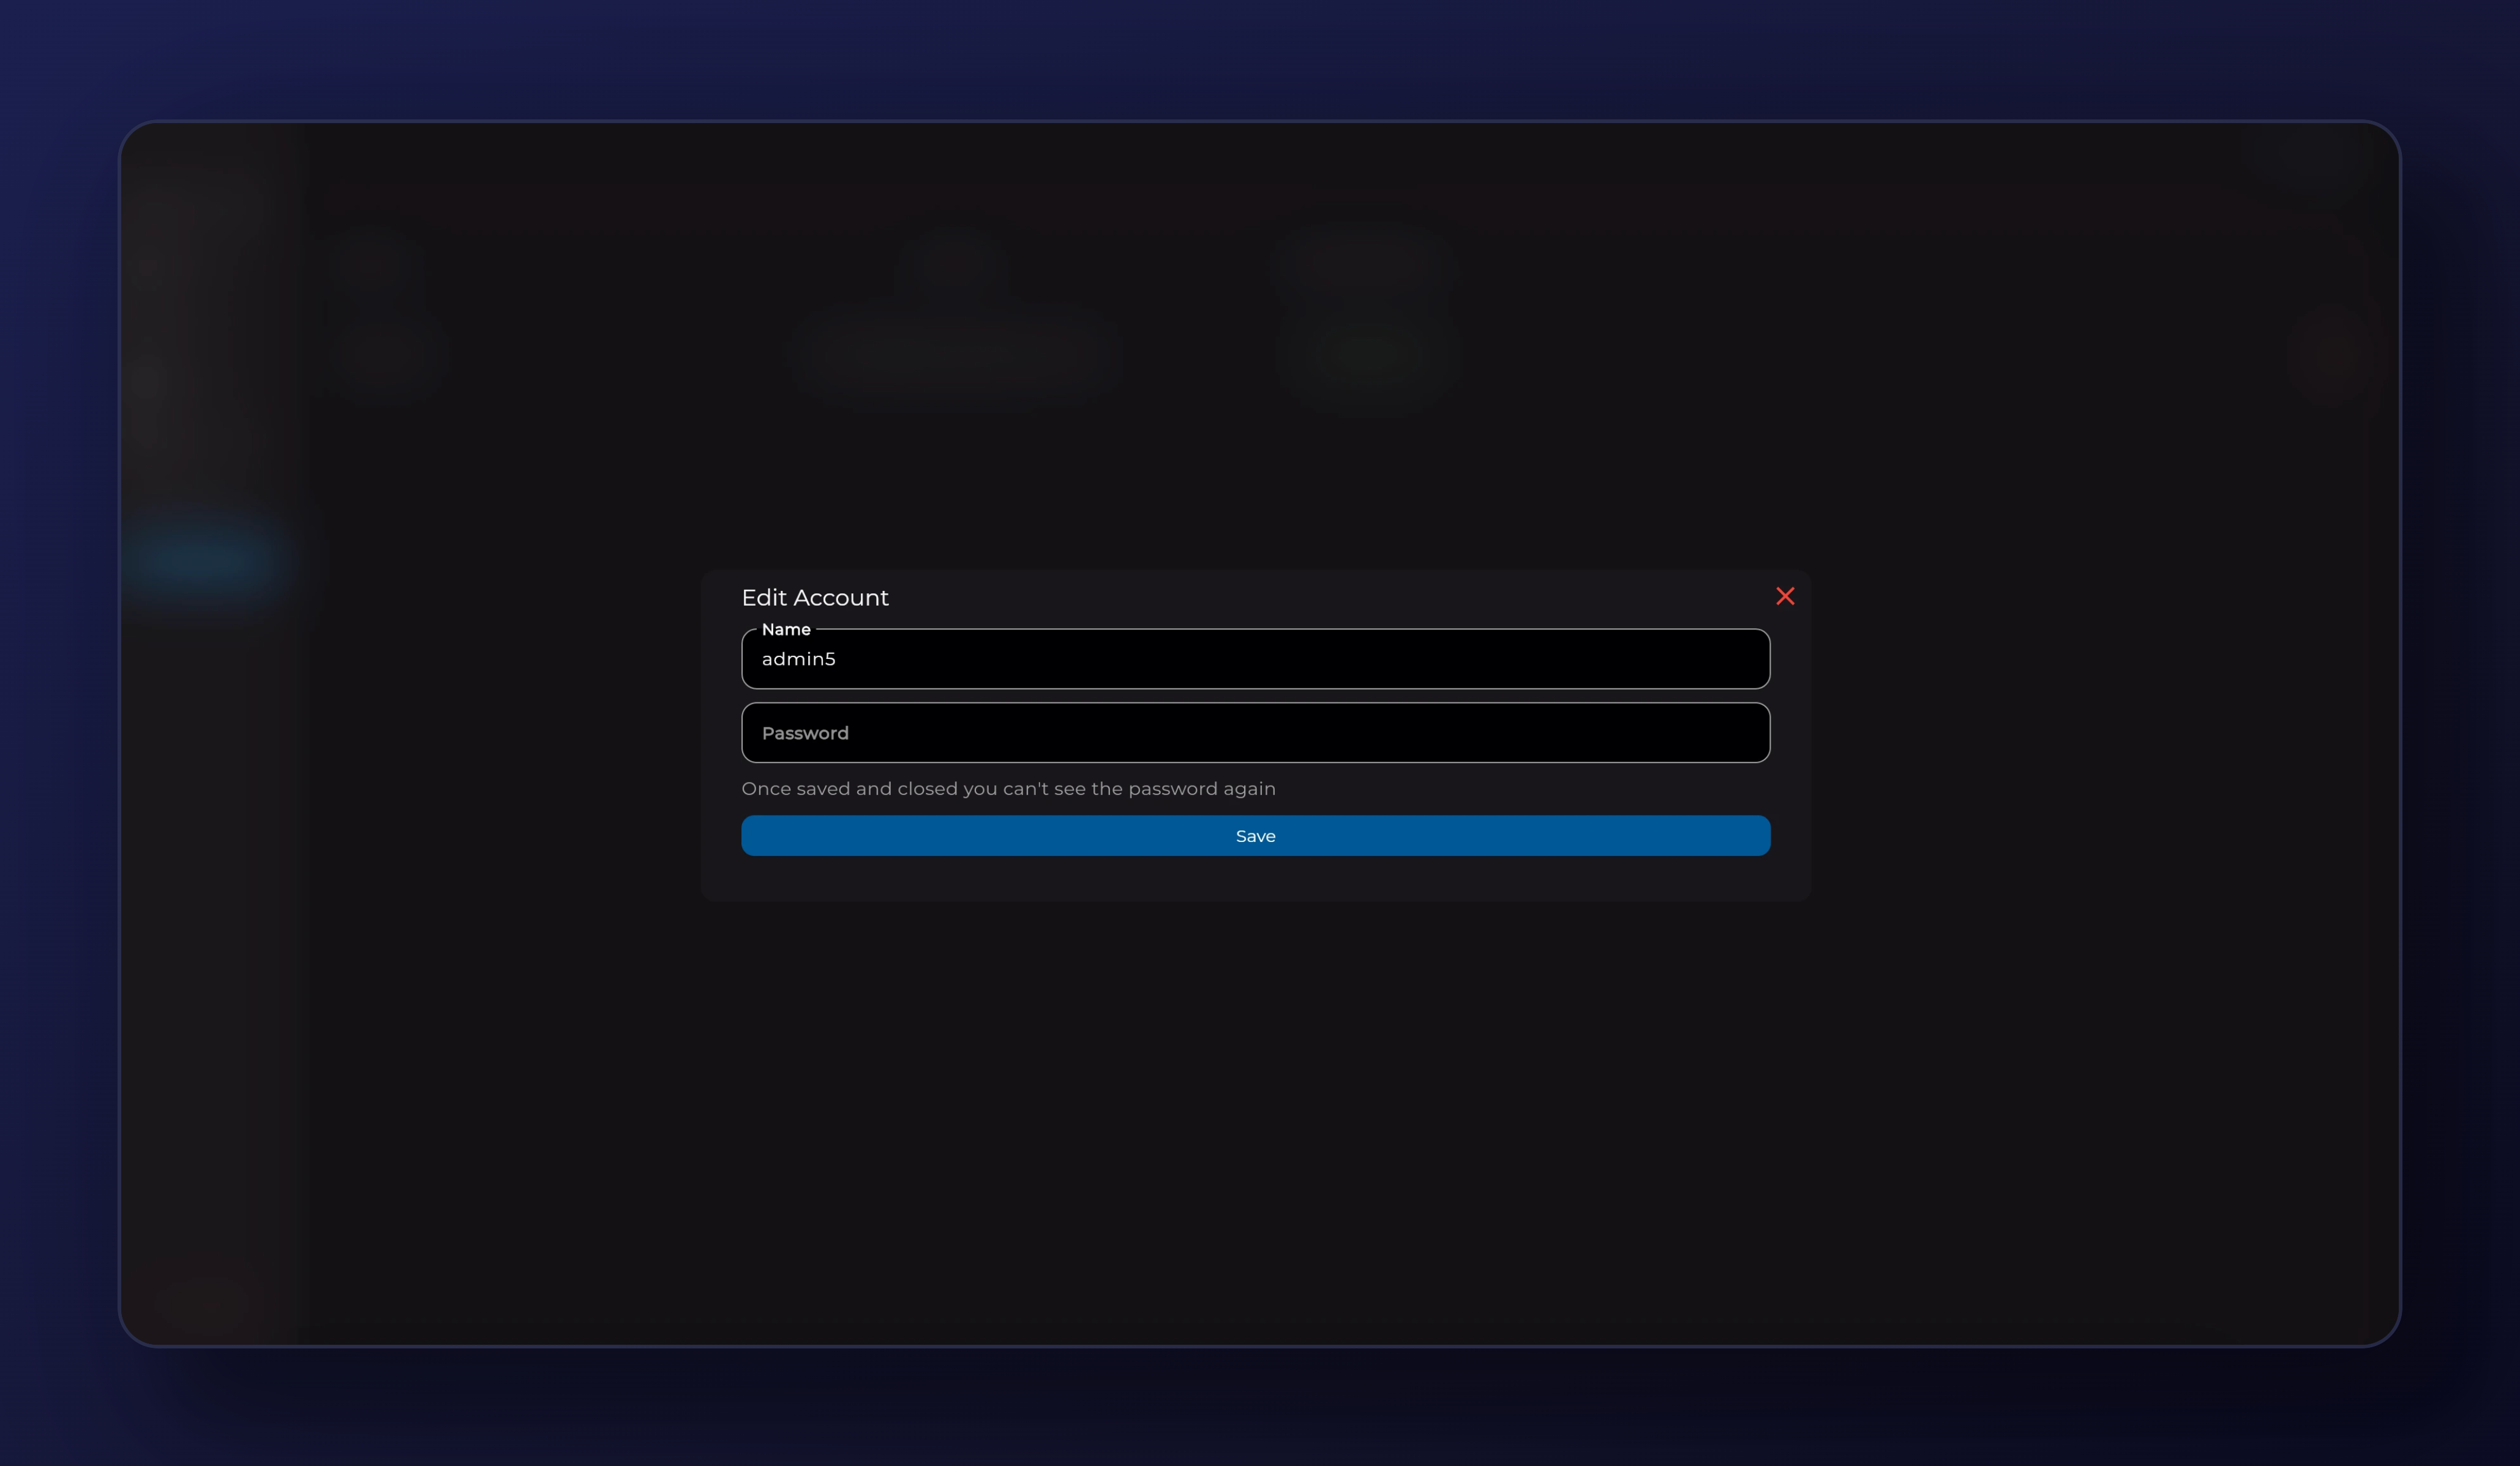 Edit Account
Name
admin5
Password
Once saved and closed you can't see the password again
Save